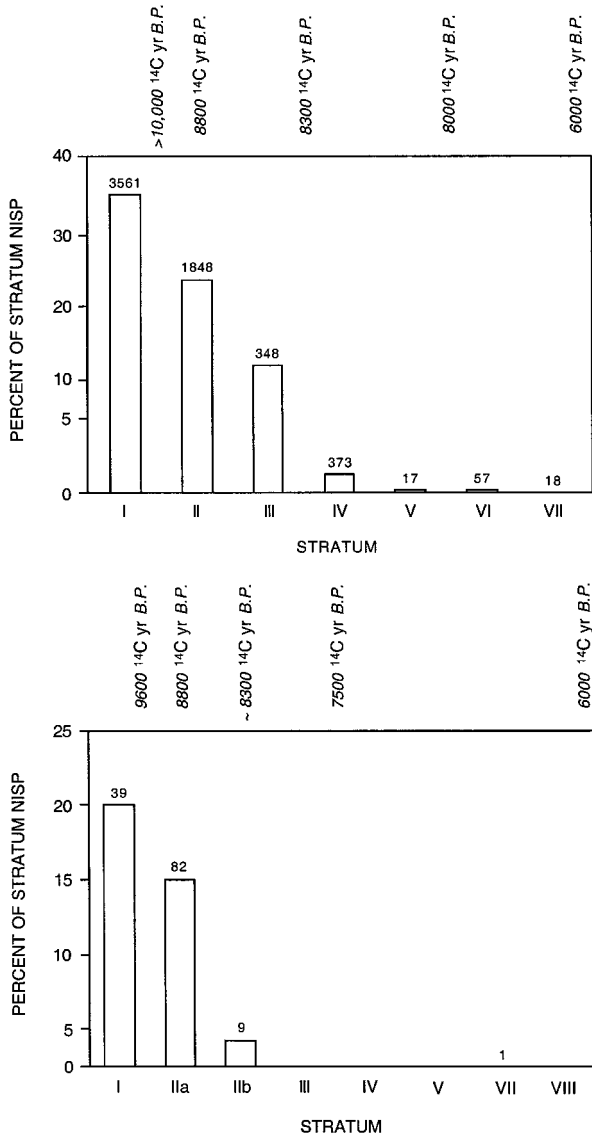 >10,000 ¹⁴C yr B.P.
8800 ¹⁴C yr B.P.
8300 ¹⁴C yr B.P.
8000 ¹⁴C yr B.P.
6000 ¹⁴C yr B.P.
PERCENT OF STRATUM NISP
40
30
20
10
5
0
3561
1848
348
373
17
57
18
I II III IV V VI VII
STRATUM
9600 ¹⁴C yr B.P.
8800 ¹⁴C yr B.P.
~ 8300 ¹⁴C yr B.P.
7500 ¹⁴C yr B.P.
6000 ¹⁴C yr B.P.
PERCENT OF STRATUM NISP
25
20
15
5
0
39
82
9
1
I IIa IIb III IV V VII VIII
STRATUM